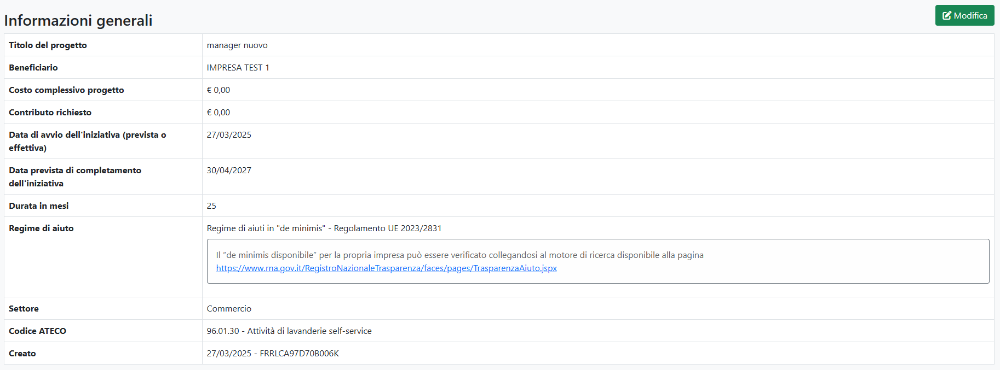 Informazioni generali
Modifica
Titolo del progetto
manager nuovo
Beneficiario
IMPRESA TEST 1
Costo complessivo progetto
€ 0,00
Contributo richiesto
€ 0,00
Data di avvio dell'iniziativa (prevista o
effettiva)
27/03/2025
Data prevista di completamento
dell'iniziativa
30/04/2027
Durata in mesi
25
Regime di aiuto
Regime di aiuti in "de minimis" - Regolamento UE 2023/2831
Il “de minimis disponibile” per la propria impresa può essere verificato collegandosi al motore di ricerca disponibile alla pagina
https://www.rna.gov.it/RegistroNazionaleTrasparenza/faces/pages/TrasparenzaAiuto.jspx
Settore
Commercio
Codice ATECO
96.01.30 - Attività di lavanderie self-service
Creato
27/03/2025 - FRRLCA97D70B006K